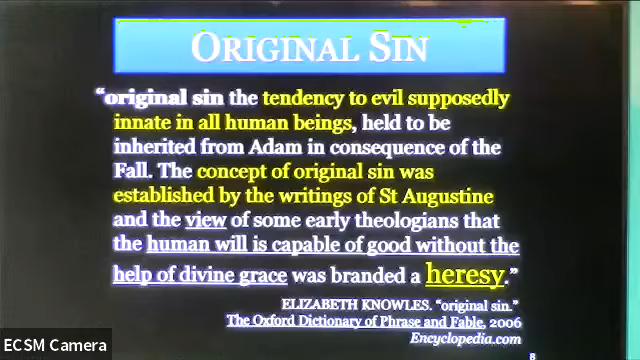 ORIGINAL SIN
“original sin the tendency to evil supposedly
innate in all human beings, held to be
inherited from Adam in consequence of the
Fall. The concept of original sin was
established by the writings of St Augustine
and the view of some early theologians that
the human will is capable of good without the
help of divine grace was branded a heresy.”
ELIZABETH KNOWLES. “original sin.”
The Oxford Dictionary of Phrase and Fable, 2006
Encyclopedia.com
8
ECSM Camera